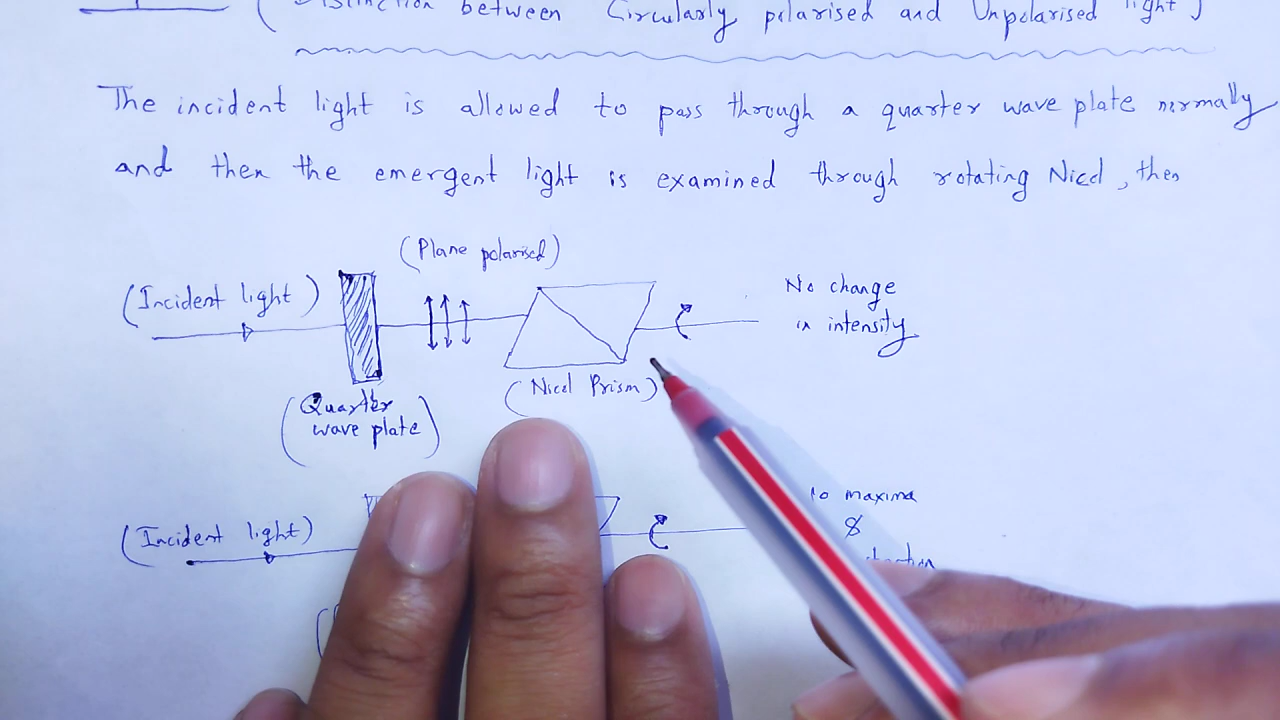 (Distinction between Circularly polarised and Unpolarised light)
The incident light is allowed to pass through a quarter wave plate normally
and then the emergent light is examined through rotating Nicol, then
(Plane polarised)
(Incident light)
No change
in intensity
(Nicol Prism)
(Quarter
wave plate)
(Incident light)
maxima
&